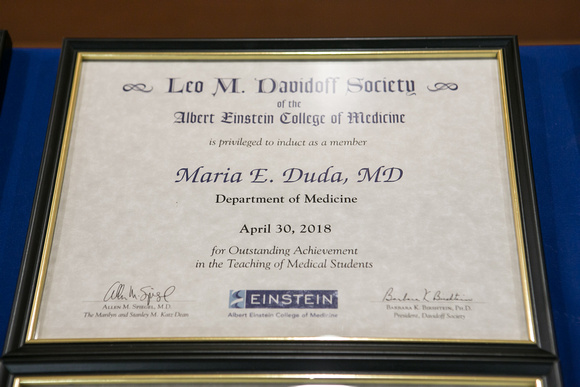 Leo M. Davidoff Society
of the
Albert Einstein College of Medicine
is privileged to induct as a member
Maria E. Duda, MD
Department of Medicine
April 30, 2018
for Outstanding Achievement
in the Teaching of Medical Students
Allen M. Spiegel
Allen M. Spiegel, M.D.
The Marilyn and Stanley M. Katz Dean
EINSTEIN
Albert Einstein College of Medicine
Barbara K. Birshtein, Ph.D.
President, Davidoff Society